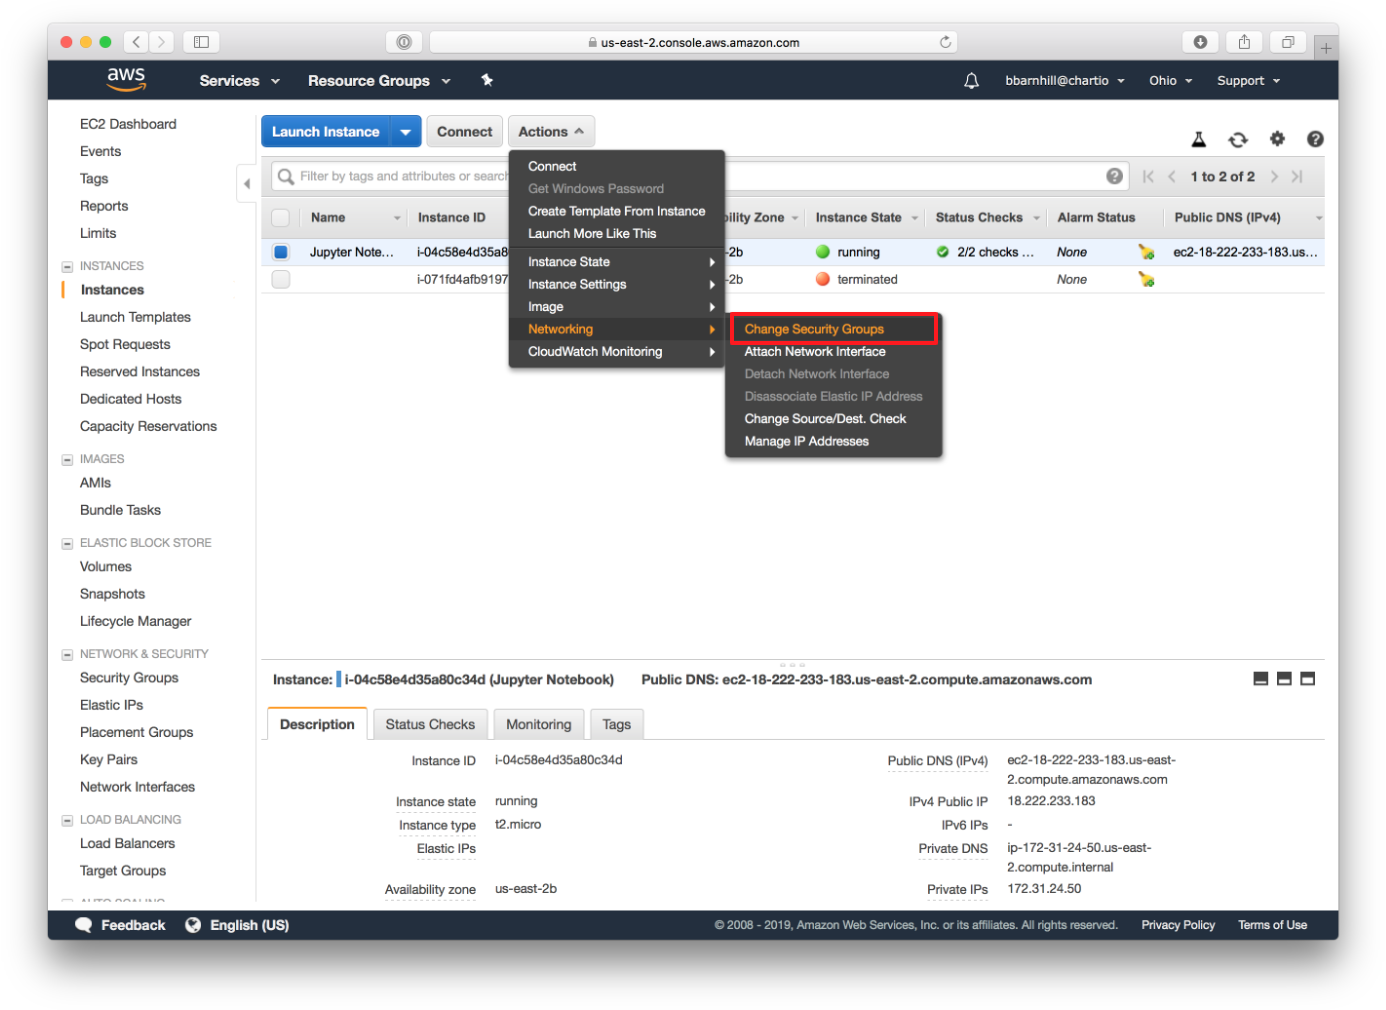 us-east-2.console.aws.amazon.com
aws
Services
Resource Groups
bbarnhill@chartio
Ohio
Support
EC2 Dashboard
Events
Tags
Reports
Limits
INSTANCES
Instances
Launch Templates
Spot Requests
Reserved Instances
Dedicated Hosts
Capacity Reservations
IMAGES
AMIs
Bundle Tasks
ELASTIC BLOCK STORE
Volumes
Snapshots
Lifecycle Manager
NETWORK & SECURITY
Security Groups
Elastic IPs
Placement Groups
Key Pairs
Network Interfaces
LOAD BALANCING
Load Balancers
Target Groups
AUTO SCALING
Launch Instance
Connect
Actions
Filter by tags and attributes or search
1 to 2 of 2
Name
Instance ID
bility Zone
Instance State
Status Checks
Alarm Status
Public DNS (IPv4)
Jupyter Note...
i-04c58e4d35a8
-2b
running
2/2 checks ...
None
ec2-18-222-233-183.us...
i-071fd4afb9197
-2b
terminated
None
Connect
Get Windows Password
Create Template From Instance
Launch More Like This
Instance State
Instance Settings
Image
Networking
CloudWatch Monitoring
Change Security Groups
Attach Network Interface
Detach Network Interface
Disassociate Elastic IP Address
Change Source/Dest. Check
Manage IP Addresses
Instance: i-04c58e4d35a80c34d (Jupyter Notebook)
Public DNS: ec2-18-222-233-183.us-east-2.compute.amazonaws.com
Description
Status Checks
Monitoring
Tags
Instance ID
i-04c58e4d35a80c34d
Instance state
running
Instance type
t2.micro
Elastic IPs
Availability zone
us-east-2b
Public DNS (IPv4)
ec2-18-222-233-183.us-east-
2.compute.amazonaws.com
IPv4 Public IP
18.222.233.183
IPv6 IPs
-
Private DNS
ip-172-31-24-50.us-east-
2.compute.internal
Private IPs
172.31.24.50
Feedback
English (US)
© 2008 - 2019, Amazon Web Services, Inc. or its affiliates. All rights reserved.
Privacy Policy
Terms of Use